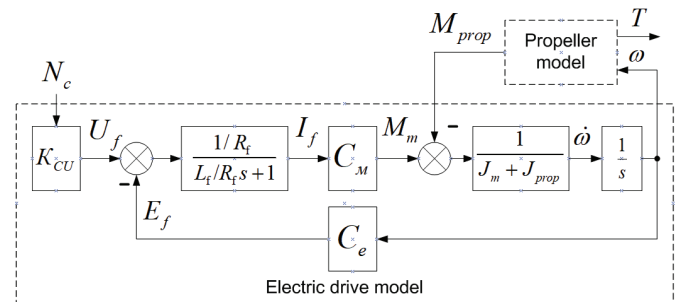 M_prop
Propeller
model
T
ω
N_c
K_CU
U_f
1/ R_f
L_f/R_f s+1
I_f
C_м
M_m
1
J_m + J_prop
ω̇
1
s
E_f
C_e
Electric drive model